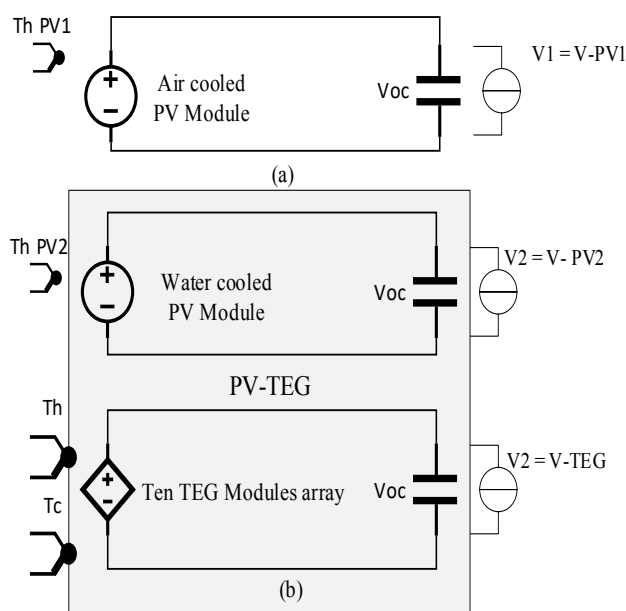 Th PV1
V1 = V-PV1
Air cooled
PV Module
Voc
(a)
Th PV2
V2 = V- PV2
Water cooled
PV Module
Voc
PV-TEG
Th
V2 = V-TEG
Ten TEG Modules array
Voc
Tc
(b)